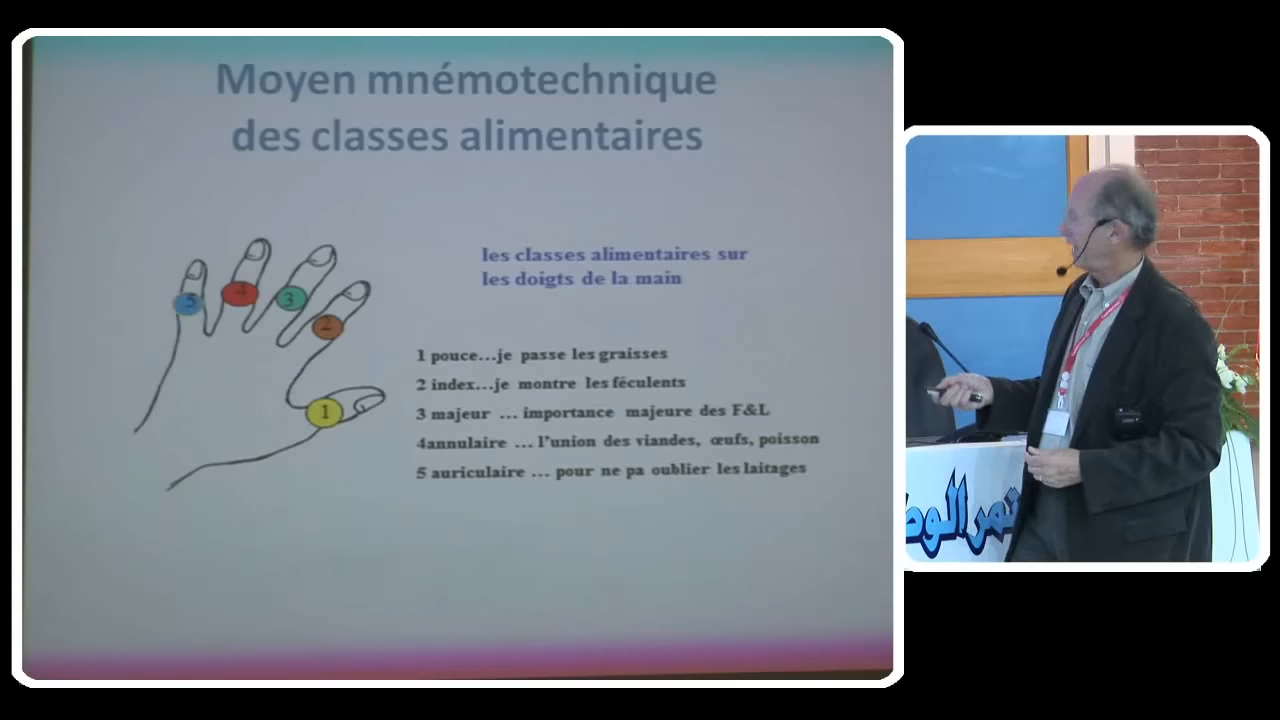 Moyen mnémotechnique
des classes alimentaires
les classes alimentaires sur
les doigts de la main
5
4
3
2
1
1 pouce...je passe les graisses
2 index...je montre les féculents
3 majeur ... importance majeure des F&L
4annulaire ... l'union des viandes, œufs, poisson
5 auriculaire ... pour ne pa oublier les laitages
تمر الوط